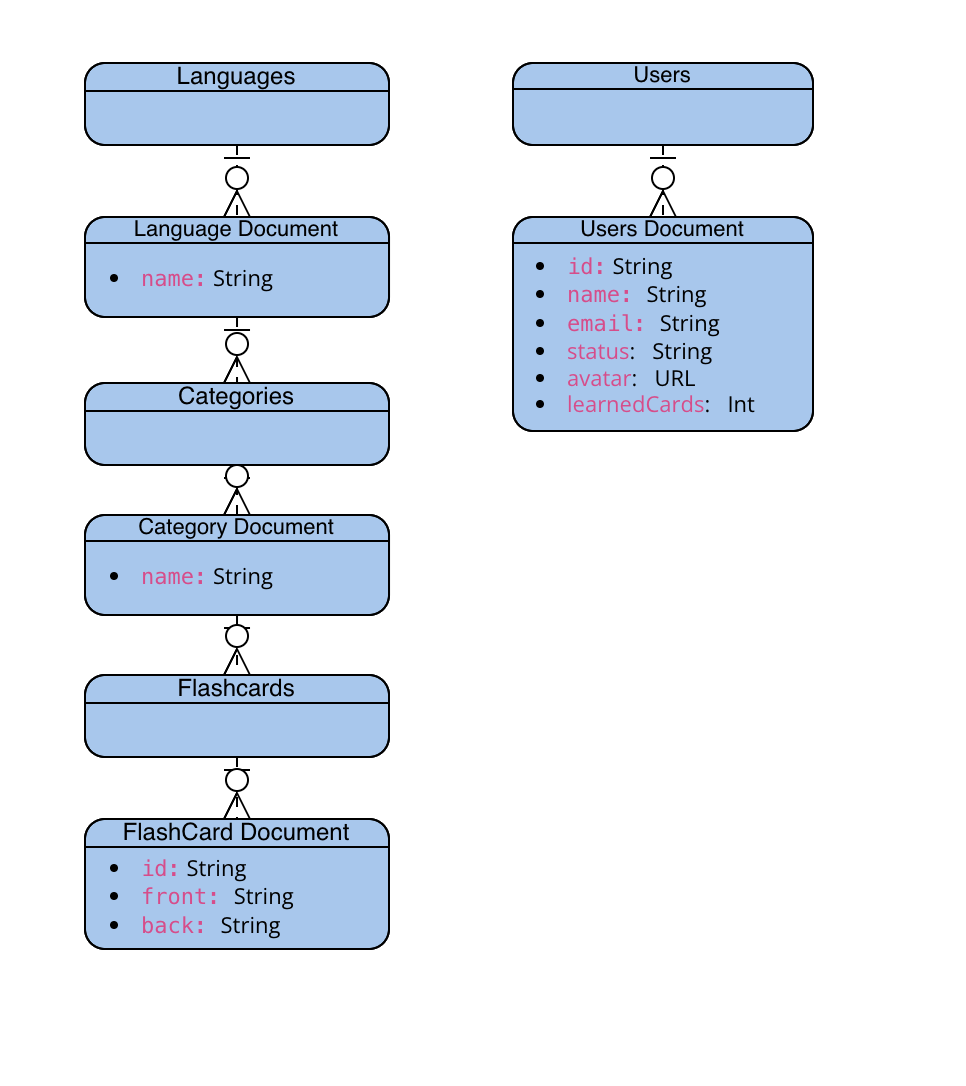 Languages
Language Document
• name: String
Categories
Category Document
• name: String
Flashcards
FlashCard Document
• id: String
• front: String
• back: String
Users
Users Document
• id: String
• name: String
• email: String
• status: String
• avatar: URL
• learnedCards: Int